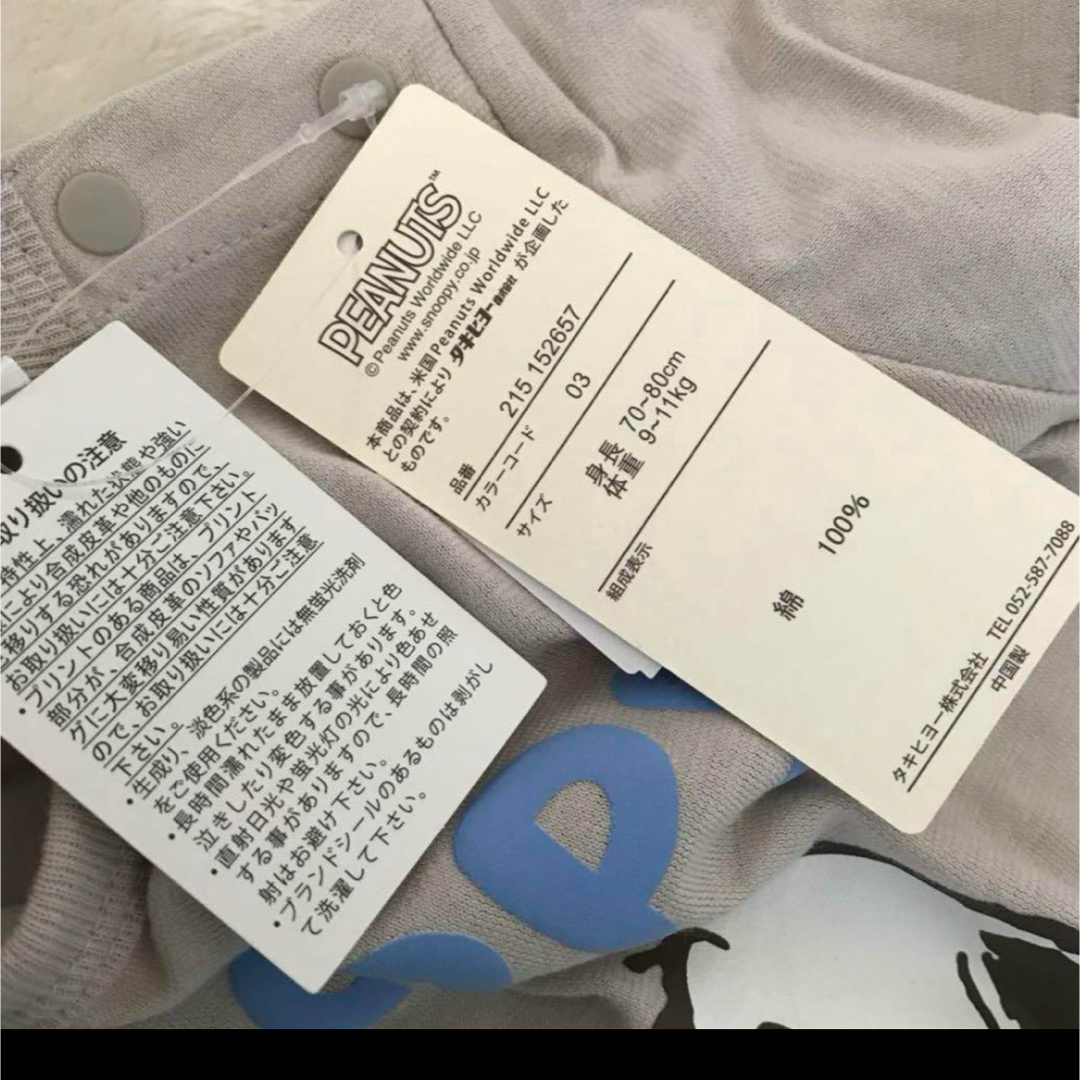 PEANUTS™
©Peanuts Worldwide LLC
www.snoopy.co.jp
本商品は、米国Peanuts Worldwide LLC
との契約により タキヒヨー株式会社 が企画した
ものです。
品番 215 152657
カラーコード 03
サイズ 身長 70~80cm
体重 9~11kg
組成表示
綿 100%
タキヒヨー株式会社 TEL 052-587-7088
中国製
取り扱いの注意
特性上、濡れた状態や強い
により合成皮革や他のものに
移りする恐れがありますので、
お取り扱いには十分ご注意下さい。
・プリントのある商品は、プリント
部分が、合成皮革のソファやバッ
グに大変移り易い性質があります
ので、お取り扱いには十分ご注意
下さい。
・生成り、淡色系の製品には無蛍光洗剤
をご使用ください。
・長時間濡れたまま放置しておくと色
泣きしたり変色する事があります。
・直射日光や蛍光灯の光により色あせ
する事がありますので、長時間の照
射はお避け下さい。
・ブランドシールのあるものは剥がし
て洗濯して下さい。